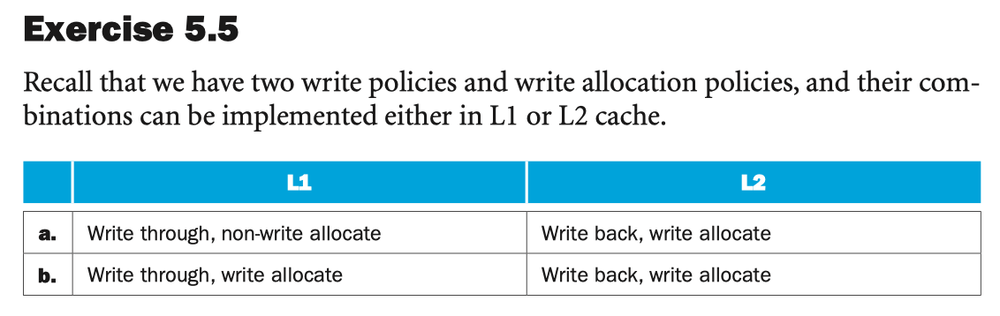 Exercise 5.5
Recall that we have two write policies and write allocation policies, and their com-
binations can be implemented either in L1 or L2 cache.
L1 L2
a. Write through, non-write allocate Write back, write allocate
b. Write through, write allocate Write back, write allocate